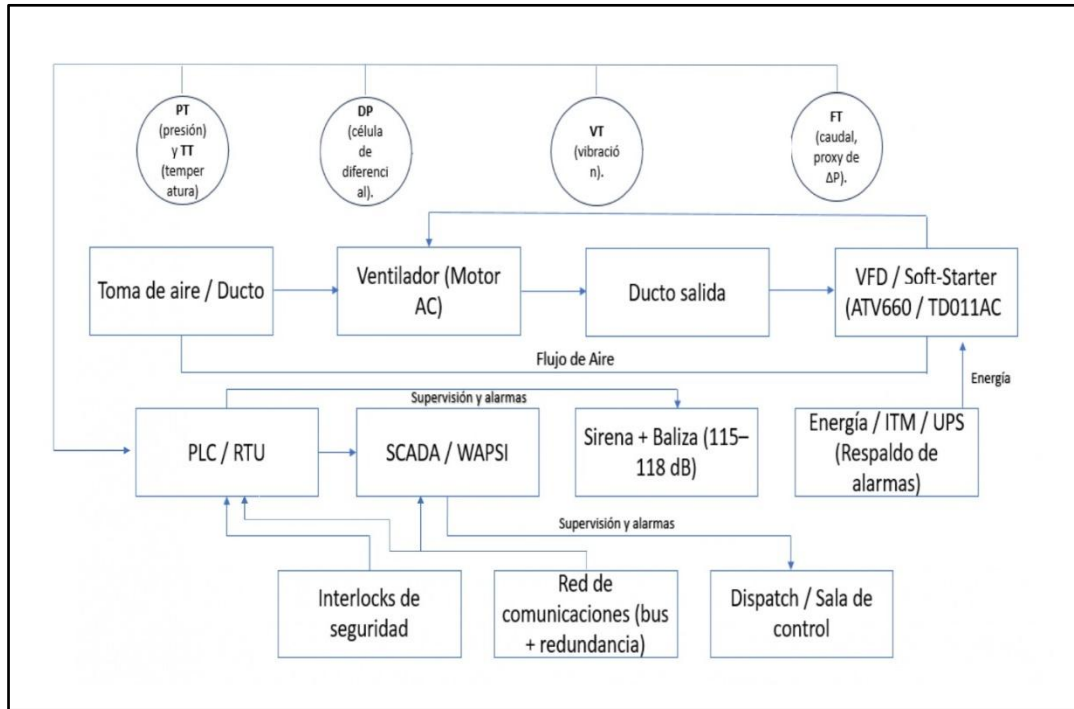 PT
(presión)
y TT
(temper
atura)
DP
(célula
de
diferenci
al).
VT
(vibració
n).
FT
(caudal,
proxy de
ΔP).
Toma de aire / Ducto
Ventilador (Motor
AC)
Ducto salida
VFD / Soft-Starter
(ATV660 / TD011AC
Flujo de Aire
Energía
Supervisión y alarmas
PLC / RTU
SCADA / WAPSI
Sirena + Baliza (115–
118 dB)
Energía / ITM / UPS
(Respaldo de
alarmas)
Supervisión y alarmas
Interlocks de
seguridad
Red de
comunicaciones (bus
+ redundancia)
Dispatch / Sala de
control